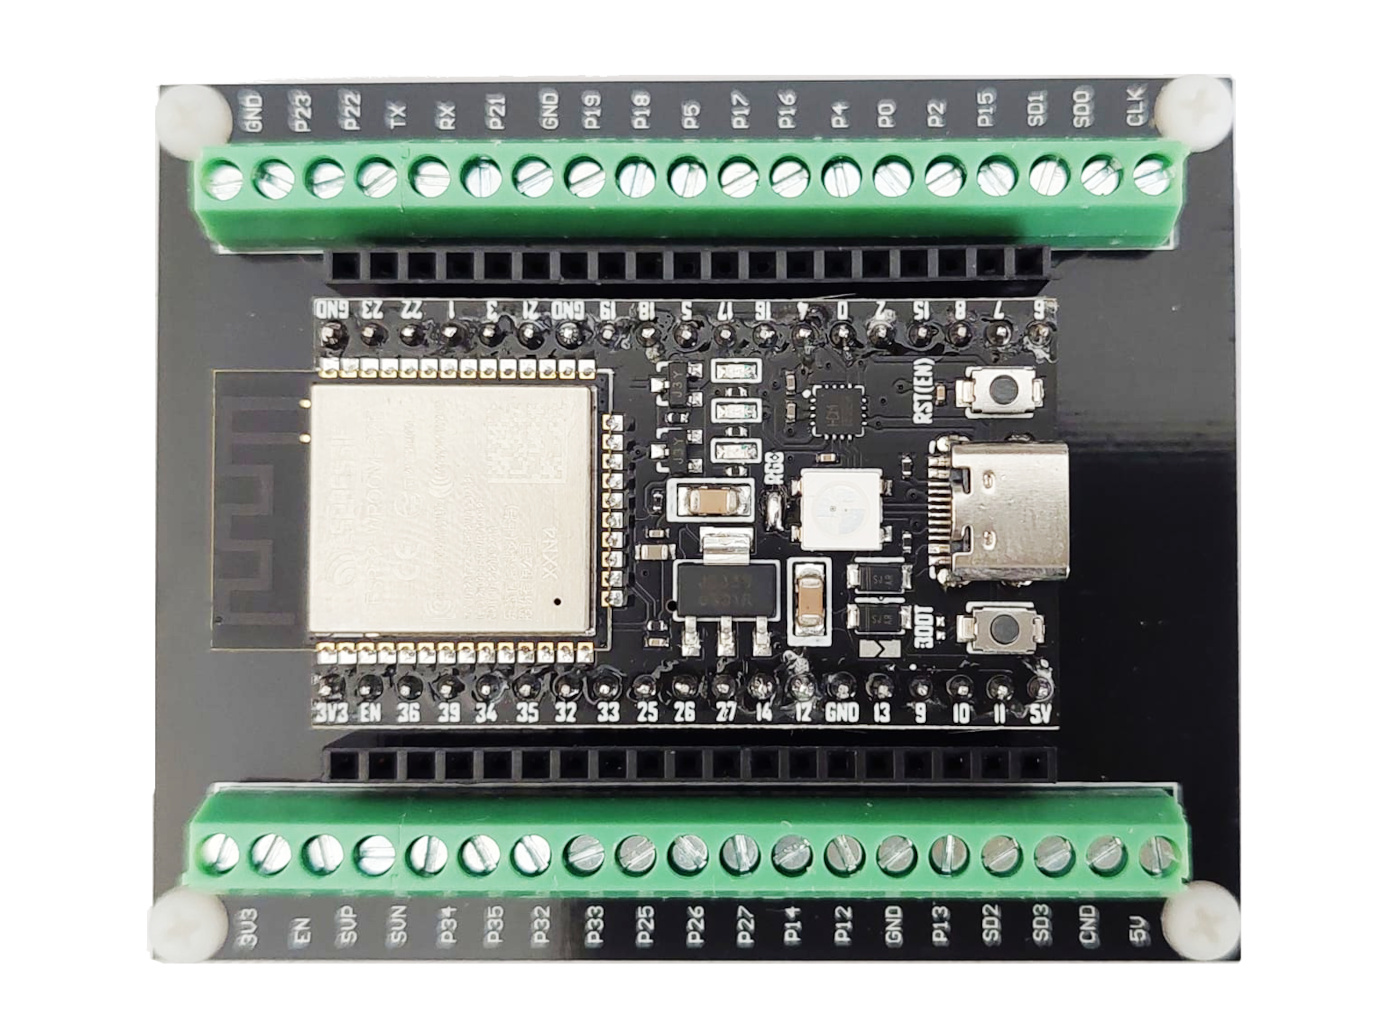 GND P23 P22 TX RX P21 GND P19 P18 P5 P17 P16 P4 P0 P2 P15 SD1 SD0 CLK
GND 23 22 1 3 21 GND 19 18 5 17 16 4 0 2 15 8 7 6
RST(EN)
J3Y
J3Y
RGB
XXN4
BOOT
3V3 EN 36 39 34 35 32 33 25 26 27 14 12 GND 13 9 10 11 5V
3V3 EN SVP SVN P34 P35 P32 P33 P25 P26 P27 P14 P12 GND P13 SD2 SD3 CND 5V